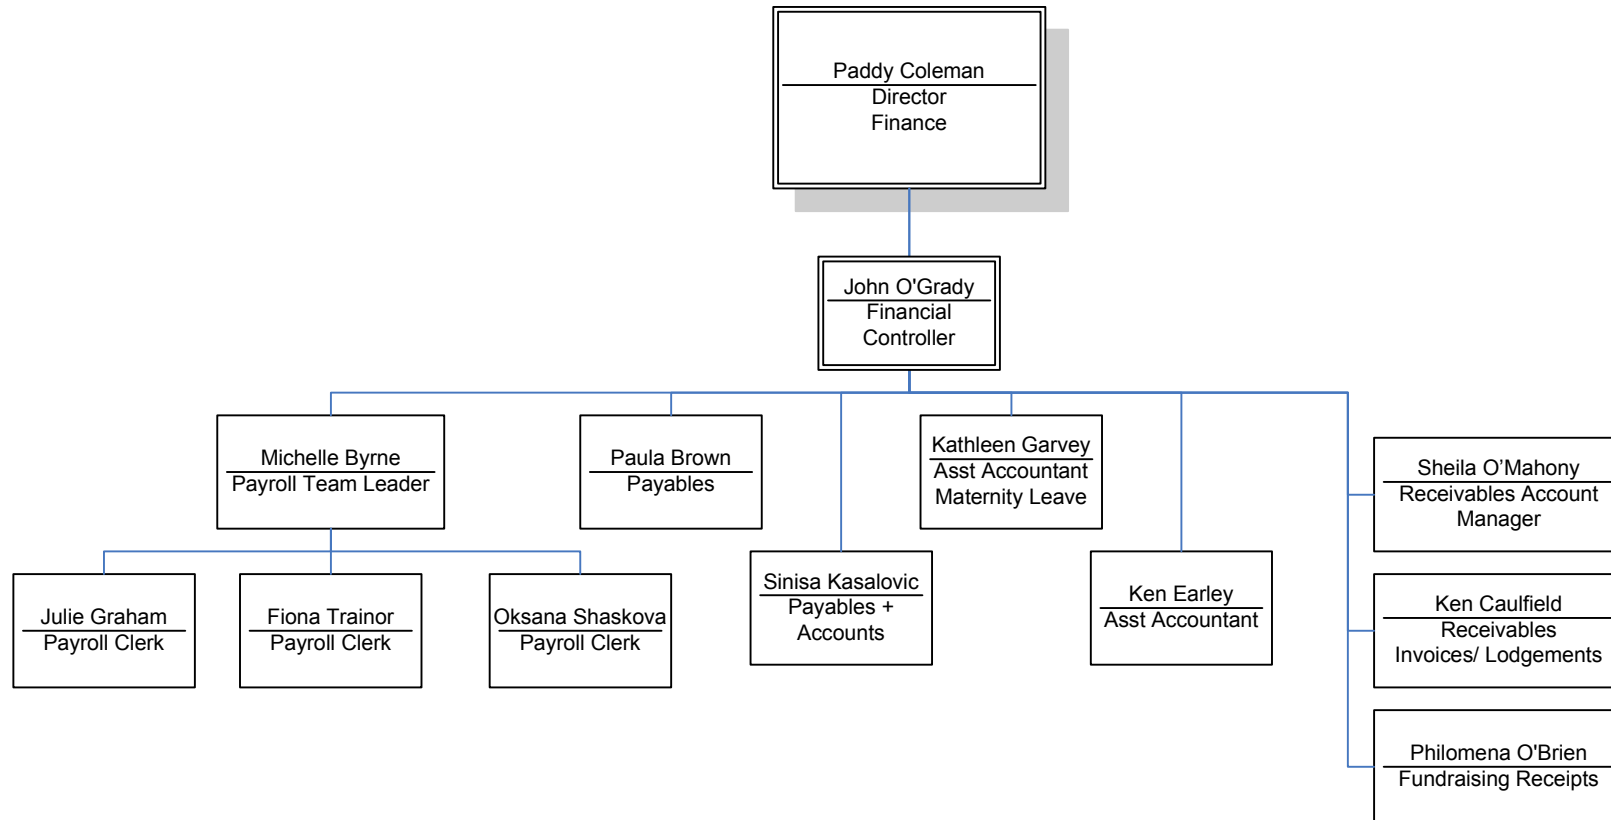 Paddy Coleman
Director
Finance
John O'Grady
Financial
Controller
Michelle Byrne
Payroll Team Leader
Paula Brown
Payables
Kathleen Garvey
Asst Accountant
Maternity Leave
Sheila O’Mahony
Receivables Account
Manager
Julie Graham
Payroll Clerk
Fiona Trainor
Payroll Clerk
Oksana Shaskova
Payroll Clerk
Sinisa Kasalovic
Payables +
Accounts
Ken Earley
Asst Accountant
Ken Caulfield
Receivables
Invoices/ Lodgements
Philomena O'Brien
Fundraising Receipts